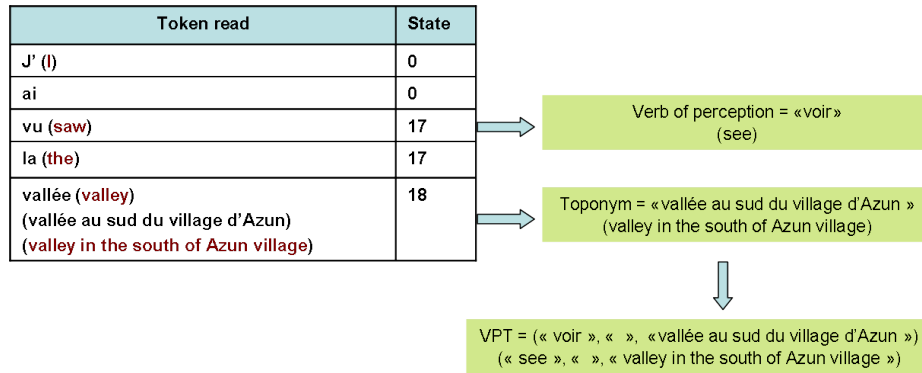 Token read State
J' (I) 0
ai 0
vu (saw) 17
la (the) 17
vallée (valley) 18
(vallée au sud du village d'Azun)
(valley in the south of Azun village)
Verb of perception = «voir»
(see)
Toponym = «vallée au sud du village d'Azun »
(valley in the south of Azun village)
VPT = (« voir », « », «vallée au sud du village d'Azun »)
(« see », « », « valley in the south of Azun village »)